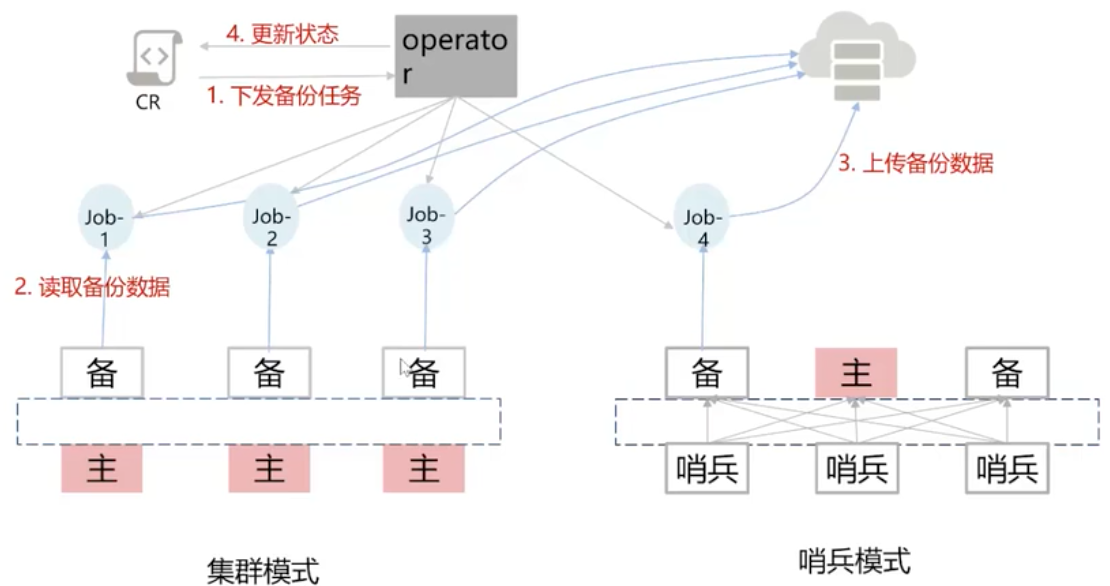 4. 更新状态
operato
r
CR
1. 下发备份任务
3. 上传备份数据
Job-
1
Job-
2
Job-
3
Job-
4
2. 读取备份数据
备
备
备
备
主
备
主
主
主
哨兵
哨兵
哨兵
集群模式
哨兵模式